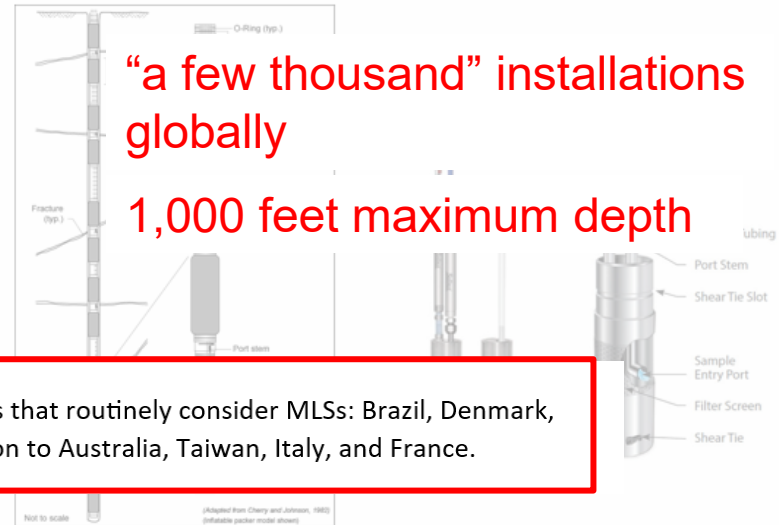 O-Ring (typ.)
“a few thousand” installations
globally
1,000 feet maximum depth
Fracture
(typ.)
Port Stem
Shear Tie Slot
Port stem
Sample
Entry Port
Filter Screen
Shear Tie
that routinely consider MLSs: Brazil, Denmark,
to Australia, Taiwan, Italy, and France.
Not to scale
(Adapted from Cherry and Johnson, 1982)
(inflatable packer model shown)